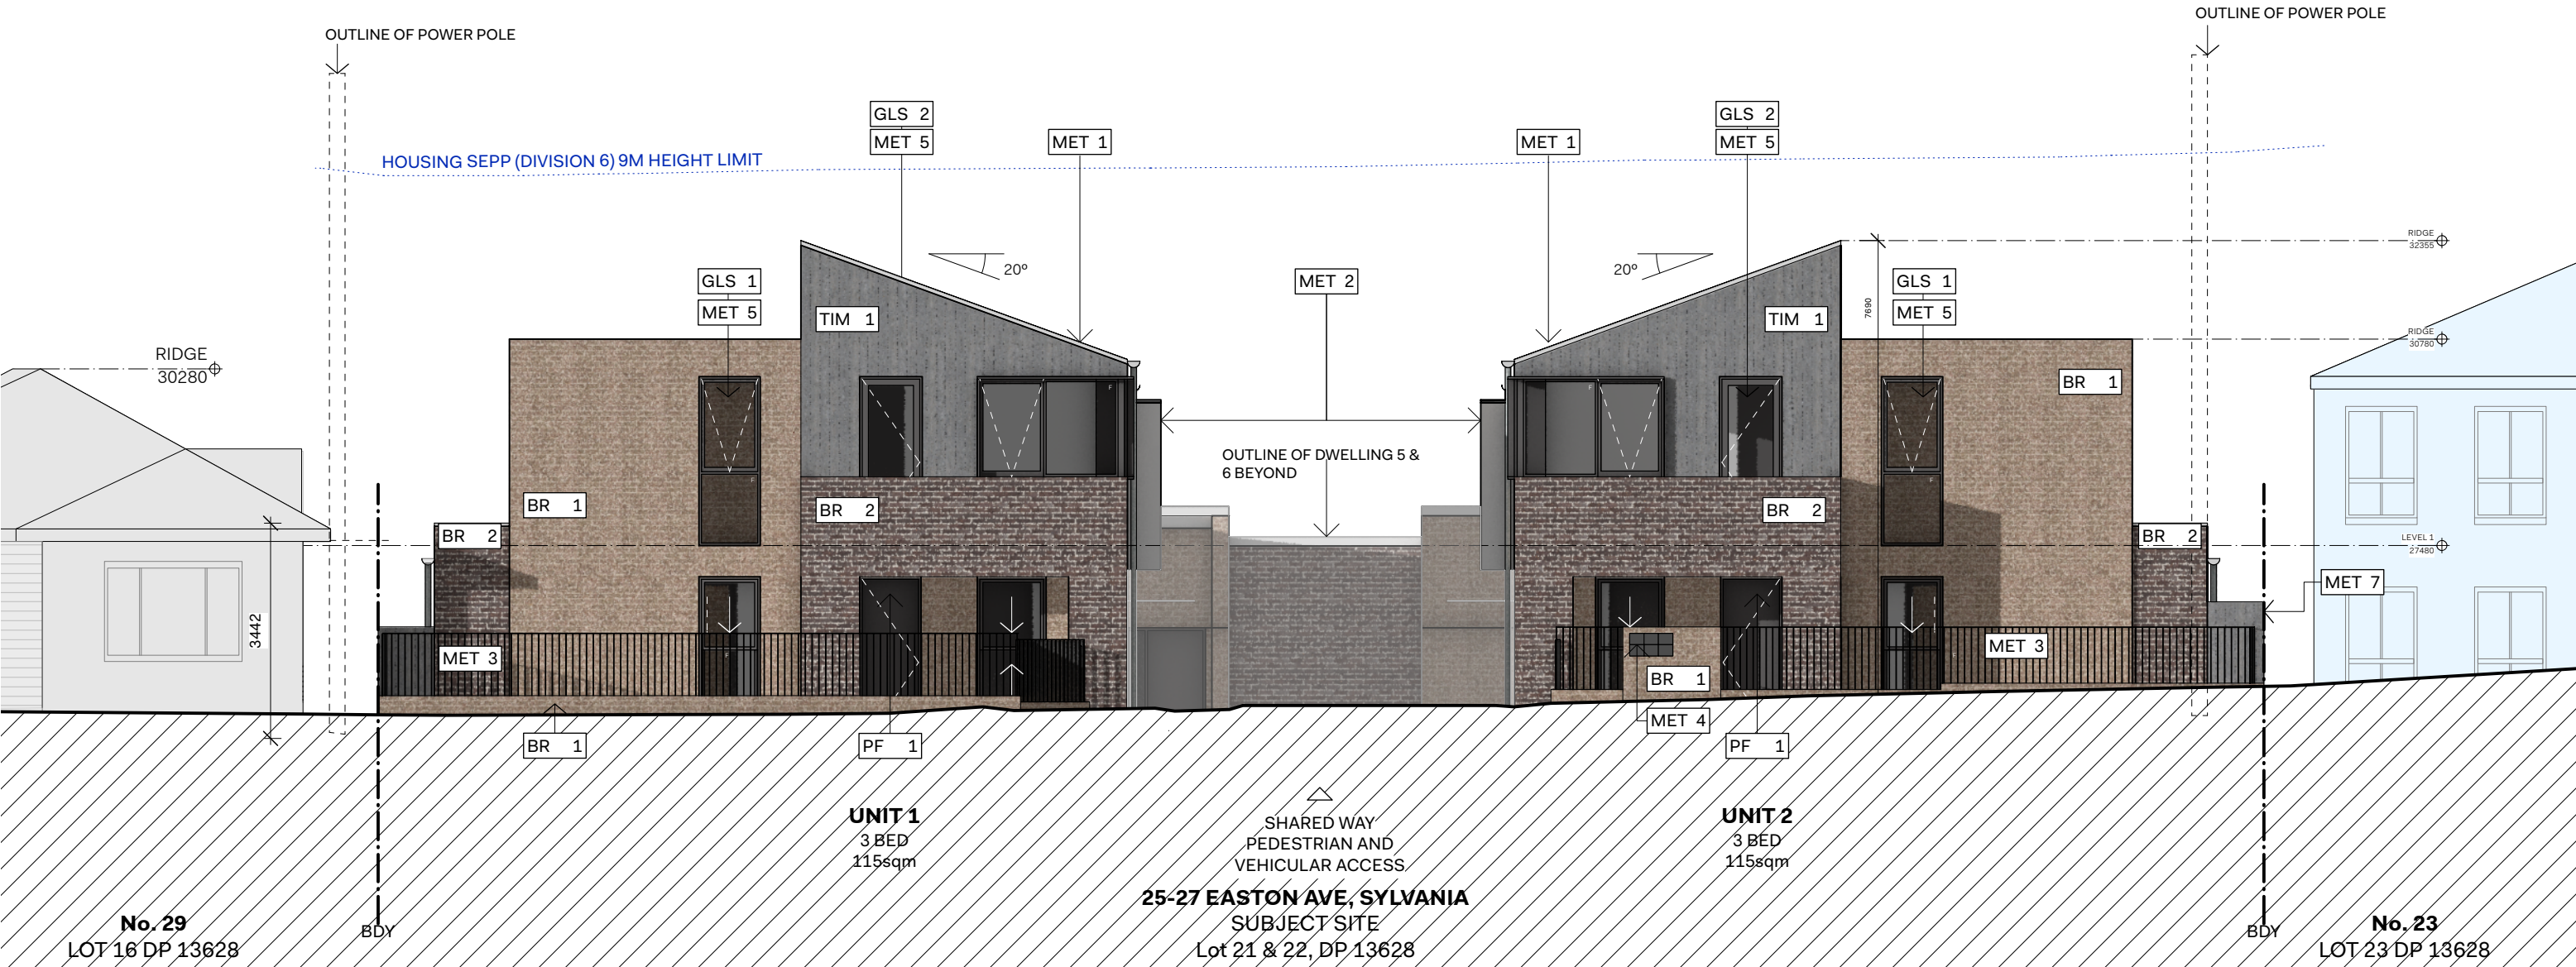 OUTLINE OF POWER POLE
OUTLINE OF POWER POLE
HOUSING SEPP (DIVISION 6) 9M HEIGHT LIMIT
GLS 2
MET 5
MET 1
MET 1
GLS 2
MET 5
RIDGE
32355
20º
20º
GLS 1
MET 5
TIM 1
MET 2
TIM 1
7690
GLS 1
MET 5
RIDGE
30780
RIDGE
30280
BR 1
OUTLINE OF DWELLING 5 &
6 BEYOND
F
F
BR 1
BR 2
BR 2
F
F
BR 2
BR 2
LEVEL 1
27480
MET 7
3442
MET 3
F
MET 3
BR 1
MET 4
BR 1
PF 1
PF 1
UNIT 1
3 BED
115sqm
SHARED WAY
PEDESTRIAN AND
VEHICULAR ACCESS
UNIT 2
3 BED
115sqm
25-27 EASTON AVE, SYLVANIA
SUBJECT SITE
Lot 21 & 22, DP 13628
No. 29
LOT 16 DP 13628
BDY
BDY
No. 23
LOT 23 DP 13628